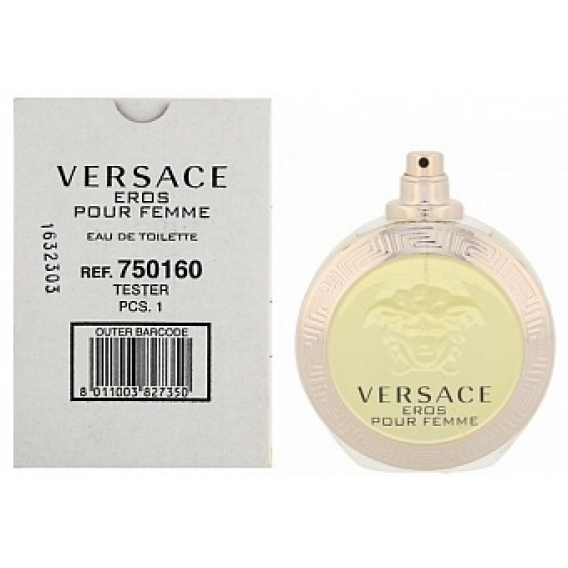 VERSACE
EROS
POUR FEMME
EAU DE TOILETTE
REF. 750160
TESTER
PCS. 1
OUTER BARCODE
8 011003 827350
1632303
VERSACE
EROS
POUR FEMME